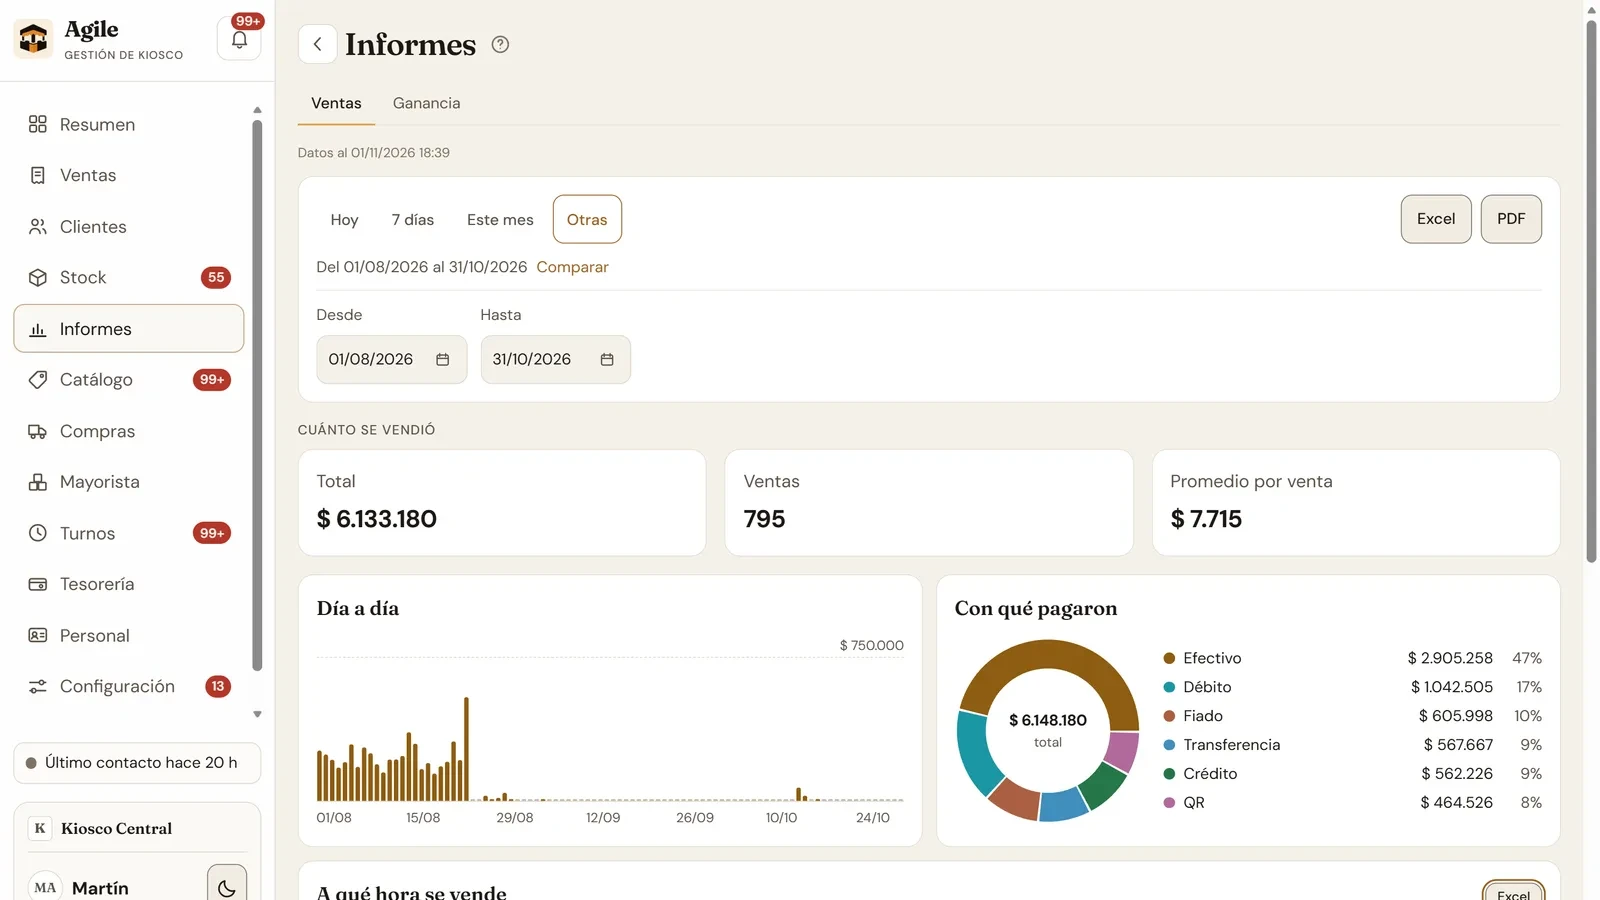 Agile
GESTIÓN DE KIOSCO
99+
Resumen
Ventas
Clientes
Stock
55
Informes
Catálogo
99+
Compras
Mayorista
Turnos
99+
Tesorería
Personal
Configuración
13
Último contacto hace 20 h
K Kiosco Central
MA Martín
Informes
Ventas Ganancia
Datos al 01/11/2026 18:39
Hoy 7 días Este mes Otras
Excel PDF
Del 01/08/2026 al 31/10/2026 Comparar
Desde Hasta
01/08/2026 31/10/2026
CUÁNTO SE VENDIÓ
Total
$ 6.133.180
Ventas
795
Promedio por venta
$ 7.715
Día a día
$ 750.000
01/08 15/08 29/08 12/09 26/09 10/10 24/10
Con qué pagaron
$ 6.148.180
total
Efectivo $ 2.905.258 47%
Débito $ 1.042.505 17%
Fiado $ 605.998 10%
Transferencia $ 567.667 9%
Crédito $ 562.226 9%
QR $ 464.526 8%
A qué hora se vende
Excel